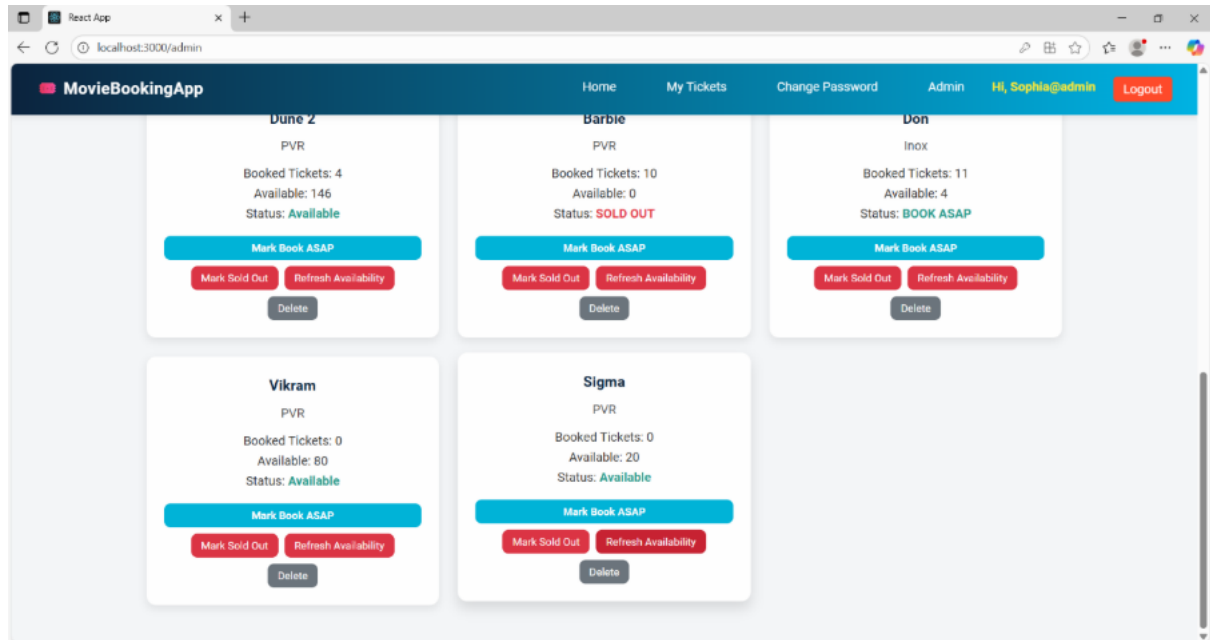 React App
localhost:3000/admin
MovieBookingApp
Home
My Tickets
Change Password
Admin
Hi, Sophia@admin
Logout
Dune 2
PVR
Booked Tickets: 4
Available: 146
Status: Available
Mark Book ASAP
Mark Sold Out
Refresh Availability
Delete
Barbie
PVR
Booked Tickets: 10
Available: 0
Status: SOLD OUT
Mark Book ASAP
Mark Sold Out
Refresh Availability
Delete
Don
Inox
Booked Tickets: 11
Available: 4
Status: BOOK ASAP
Mark Book ASAP
Mark Sold Out
Refresh Availability
Delete
Vikram
PVR
Booked Tickets: 0
Available: 80
Status: Available
Mark Book ASAP
Mark Sold Out
Refresh Availability
Delete
Sigma
PVR
Booked Tickets: 0
Available: 20
Status: Available
Mark Book ASAP
Mark Sold Out
Refresh Availability
Delete